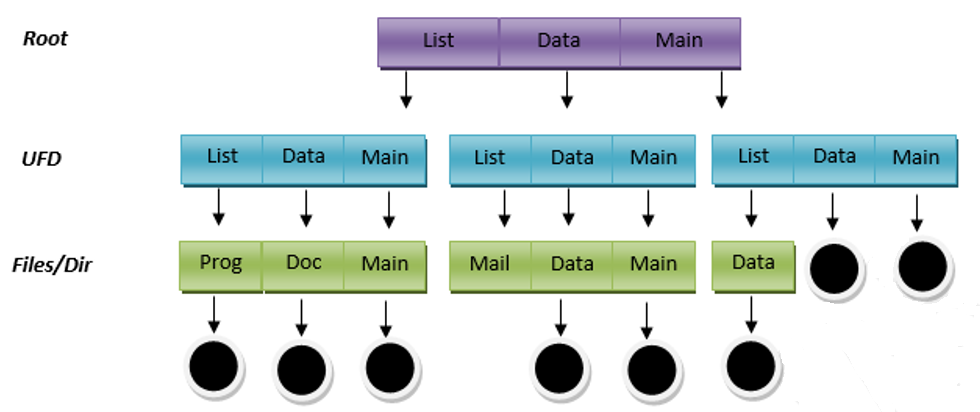 Root List Data Main
UFD List Data Main List Data Main List Data Main
Files/Dir Prog Doc Main Mail Data Main Data